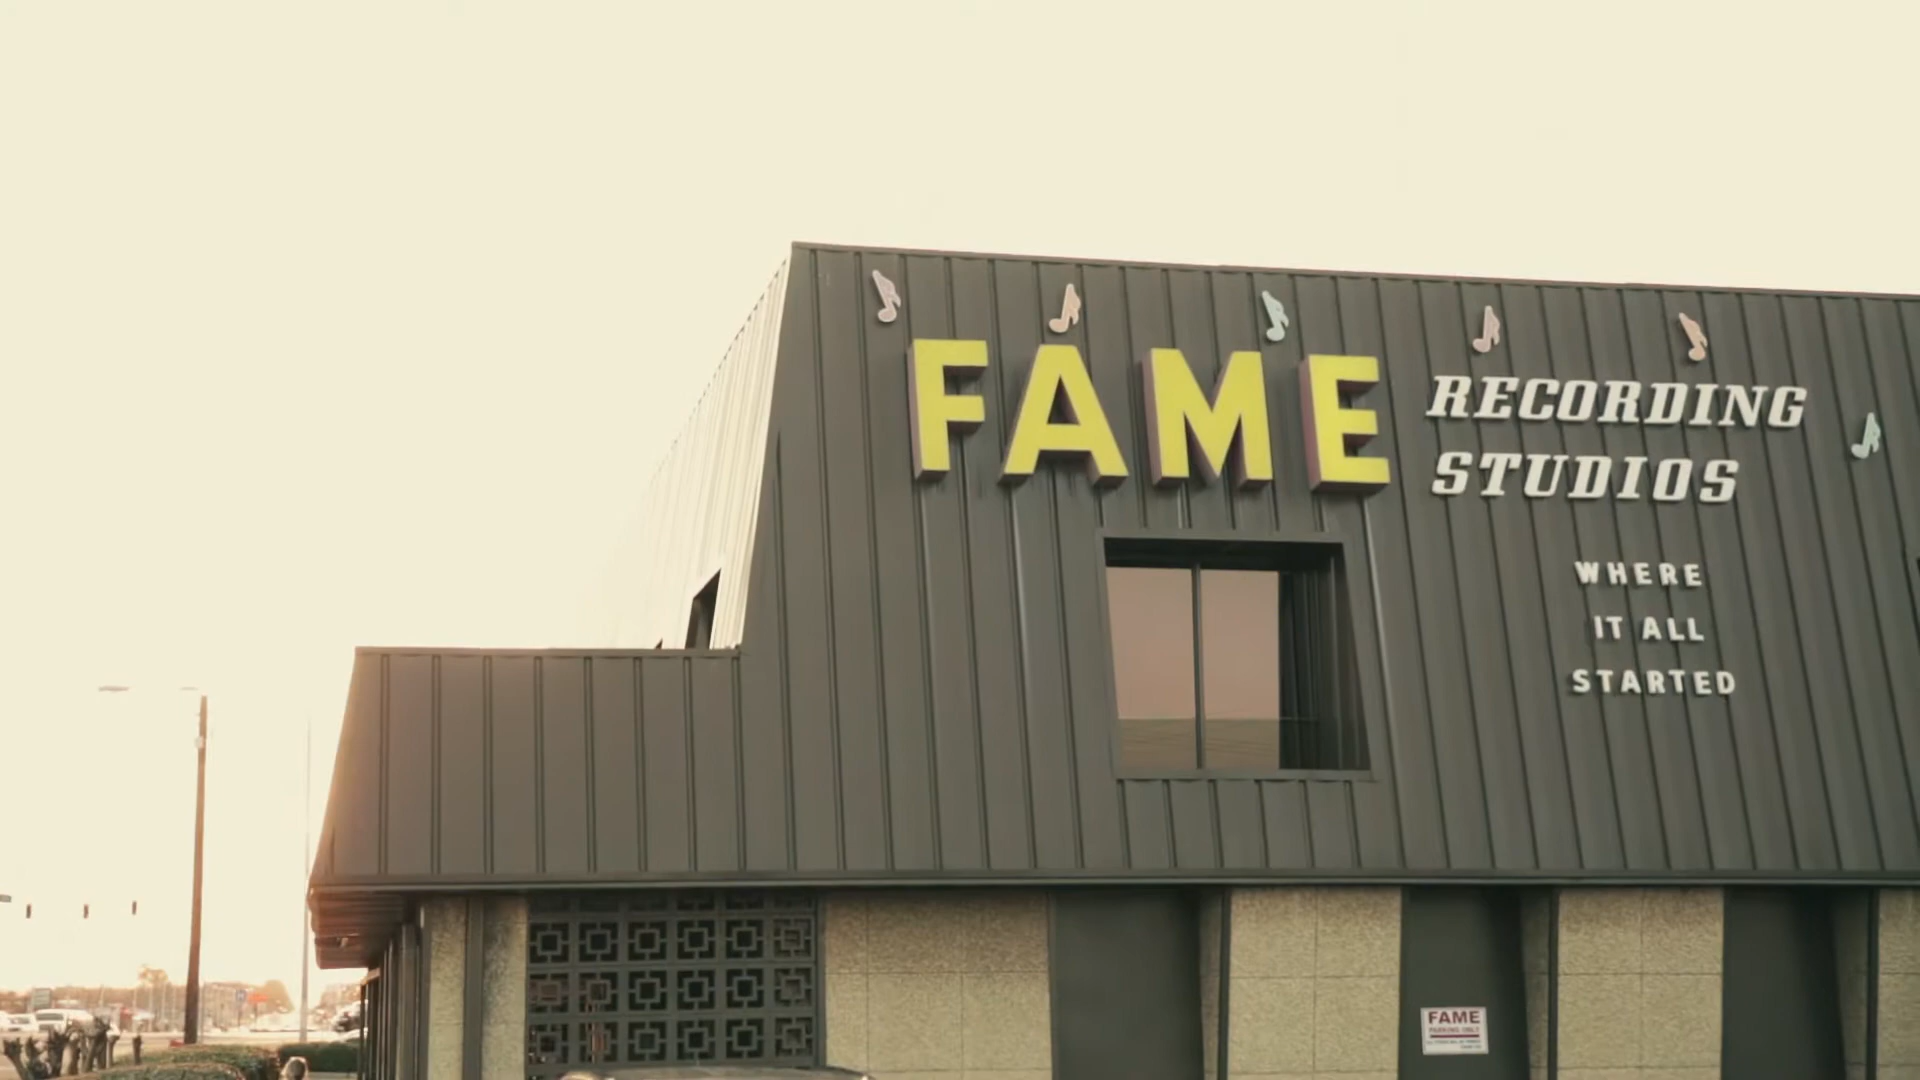 FAME
RECORDING
STUDIOS
WHERE
IT ALL
STARTED
FAME
PARKING ONLY